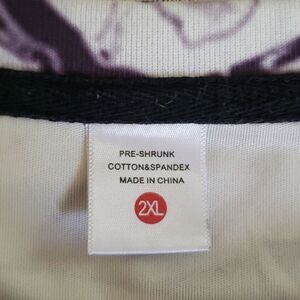 PRE-SHRUNK
COTTON&SPANDEX
MADE IN CHINA
2XL